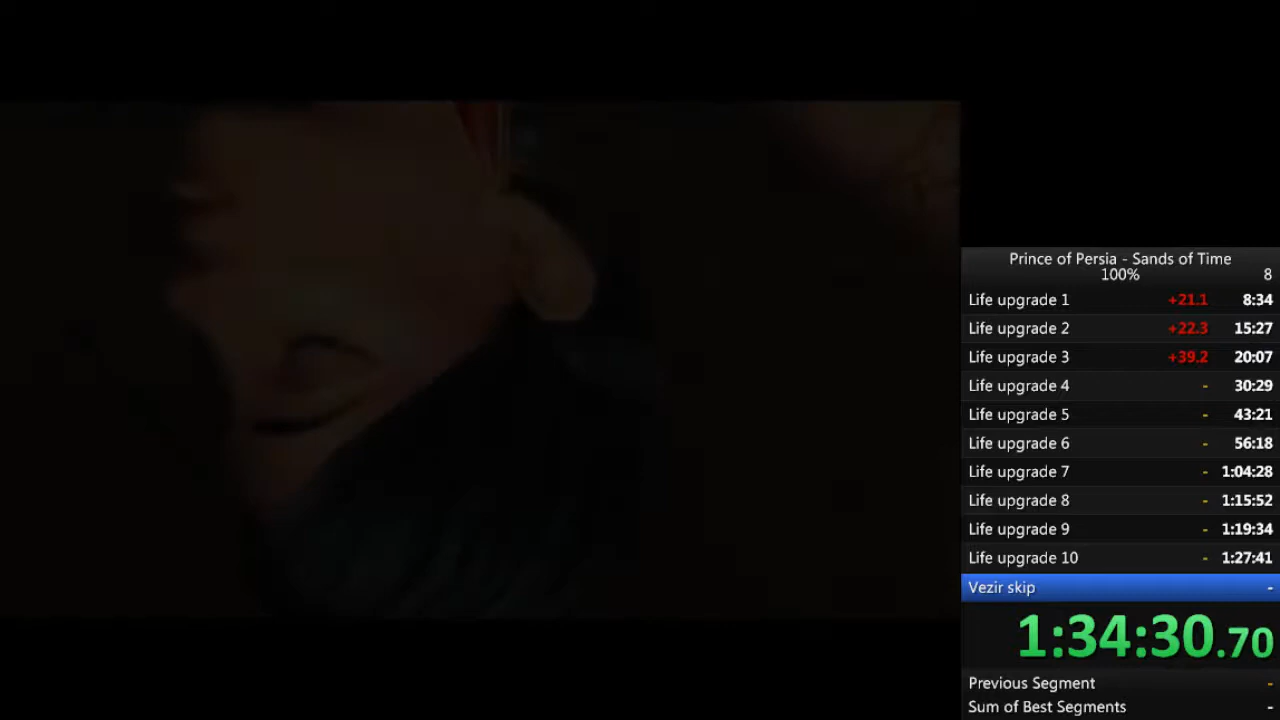 Prince of Persia - Sands of Time
100% 8
Life upgrade 1 +21.1 8:34
Life upgrade 2 +22.3 15:27
Life upgrade 3 +39.2 20:07
Life upgrade 4 - 30:29
Life upgrade 5 - 43:21
Life upgrade 6 - 56:18
Life upgrade 7 - 1:04:28
Life upgrade 8 - 1:15:52
Life upgrade 9 - 1:19:34
Life upgrade 10 - 1:27:41
Vezir skip -
1:34:30.70
Previous Segment -
Sum of Best Segments -